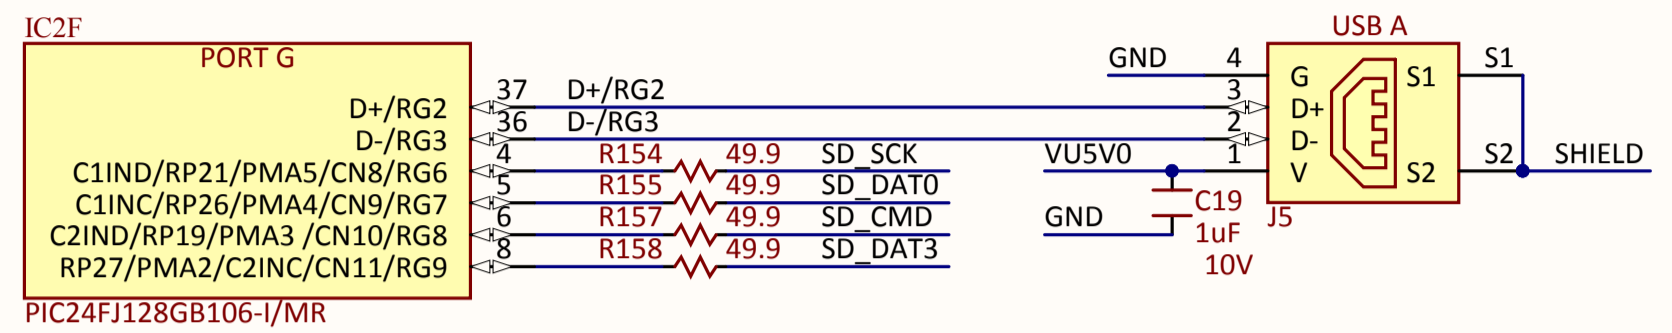 IC2F
PORT G
D+/RG2
D-/RG3
C1IND/RP21/PMA5/CN8/RG6
C1INC/RP26/PMA4/CN9/RG7
C2IND/RP19/PMA3 /CN10/RG8
RP27/PMA2/C2INC/CN11/RG9
PIC24FJ128GB106-I/MR
37 D+/RG2
36 D-/RG3
4 R154 49.9 SD_SCK
5 R155 49.9 SD_DAT0
6 R157 49.9 SD_CMD
8 R158 49.9 SD_DAT3
GND 4
3
2
VU5V0 1
GND
C19
1uF
10V
USB A
G S1
D+
D-
V S2
J5
S1
S2 SHIELD